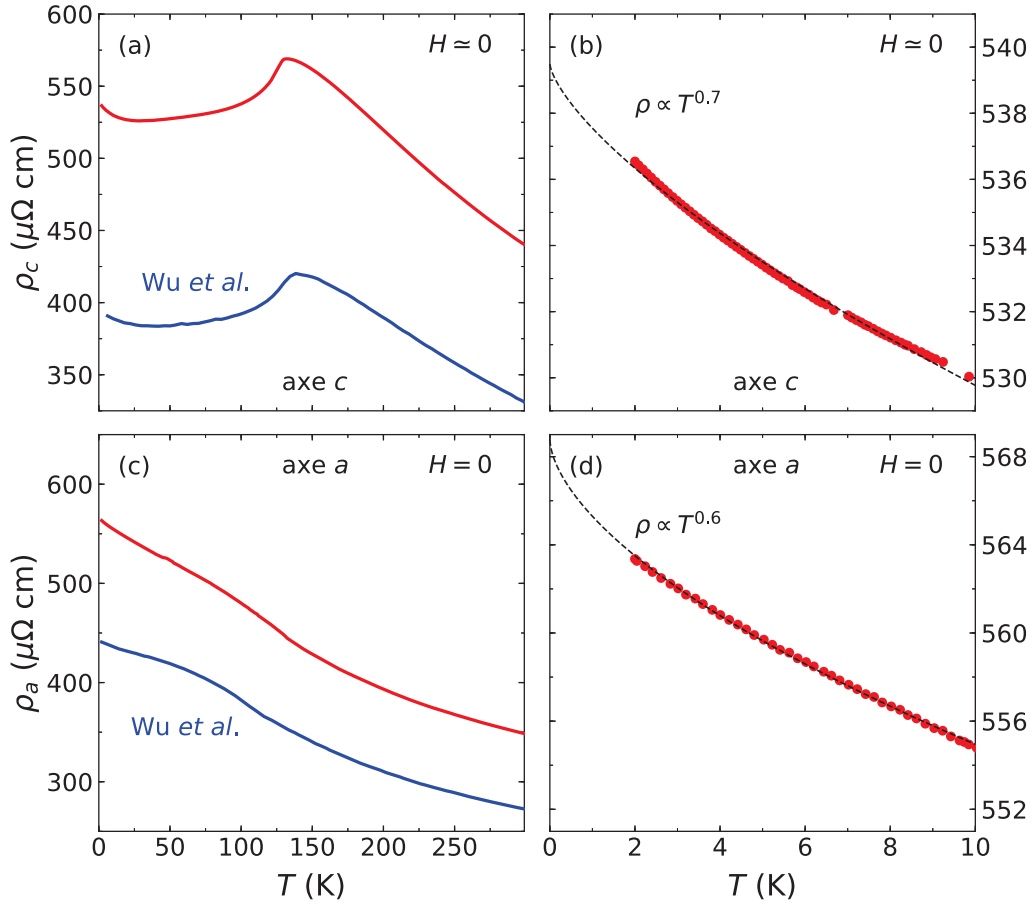 (a)
H ≃ 0
600
550
500
450
400
350
ρc (μΩ cm)
Wu et al.
axe c
(b)
H ≃ 0
ρ ∝ T^0.7
540
538
536
534
532
530
axe c
(c)
axe a
H = 0
600
500
400
300
ρa (μΩ cm)
Wu et al.
0 50 100 150 200 250
T (K)
(d)
axe a
H = 0
ρ ∝ T^0.6
568
564
560
556
552
0 2 4 6 8 10
T (K)